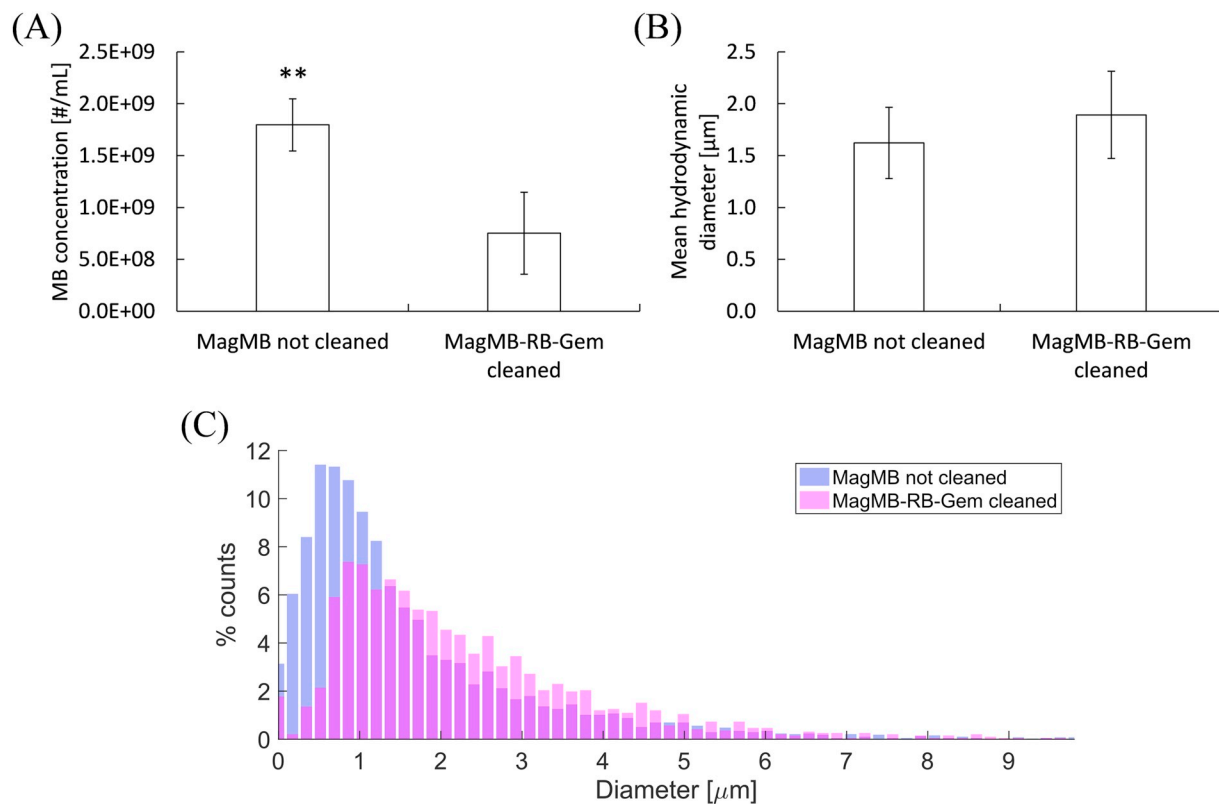 (A)
MB concentration [#/mL]
2.5E+09
2.0E+09
1.5E+09
1.0E+09
5.0E+08
0.0E+00
**
MagMB not cleaned
MagMB-RB-Gem
cleaned
(B)
Mean hydrodynamic
diameter [µm]
2.5
2.0
1.5
1.0
0.5
0.0
MagMB not cleaned
MagMB-RB-Gem
cleaned
(C)
% counts
12
10
8
6
4
2
0
MagMB not cleaned
MagMB-RB-Gem cleaned
0 1 2 3 4 5 6 7 8 9
Diameter [µm]